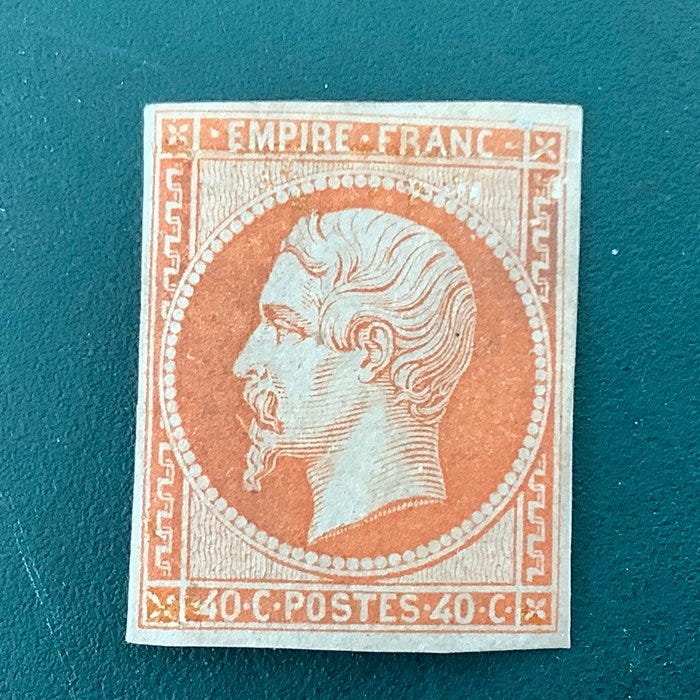 · EMPIRE · FRANC ·
40 · C · POSTES · 40 · C ·